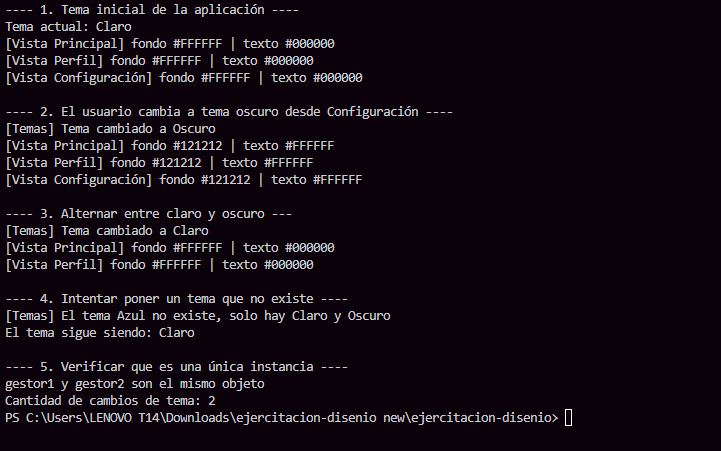 ---- 1. Tema inicial de la aplicación ----
Tema actual: Claro
[Vista Principal] fondo #FFFFFF | texto #000000
[Vista Perfil] fondo #FFFFFF | texto #000000
[Vista Configuración] fondo #FFFFFF | texto #000000

---- 2. El usuario cambia a tema oscuro desde Configuración ----
[Temas] Tema cambiado a Oscuro
[Vista Principal] fondo #121212 | texto #FFFFFF
[Vista Perfil] fondo #121212 | texto #FFFFFF
[Vista Configuración] fondo #121212 | texto #FFFFFF

---- 3. Alternar entre claro y oscuro ---
[Temas] Tema cambiado a Claro
[Vista Principal] fondo #FFFFFF | texto #000000
[Vista Perfil] fondo #FFFFFF | texto #000000

---- 4. Intentar poner un tema que no existe ----
[Temas] El tema Azul no existe, solo hay Claro y Oscuro
El tema sigue siendo: Claro

---- 5. Verificar que es una única instancia ----
gestor1 y gestor2 son el mismo objeto
Cantidad de cambios de tema: 2
PS C:\Users\LENOVO T14\Downloads\ejercitacion-disenio new\ejercitacion-disenio>